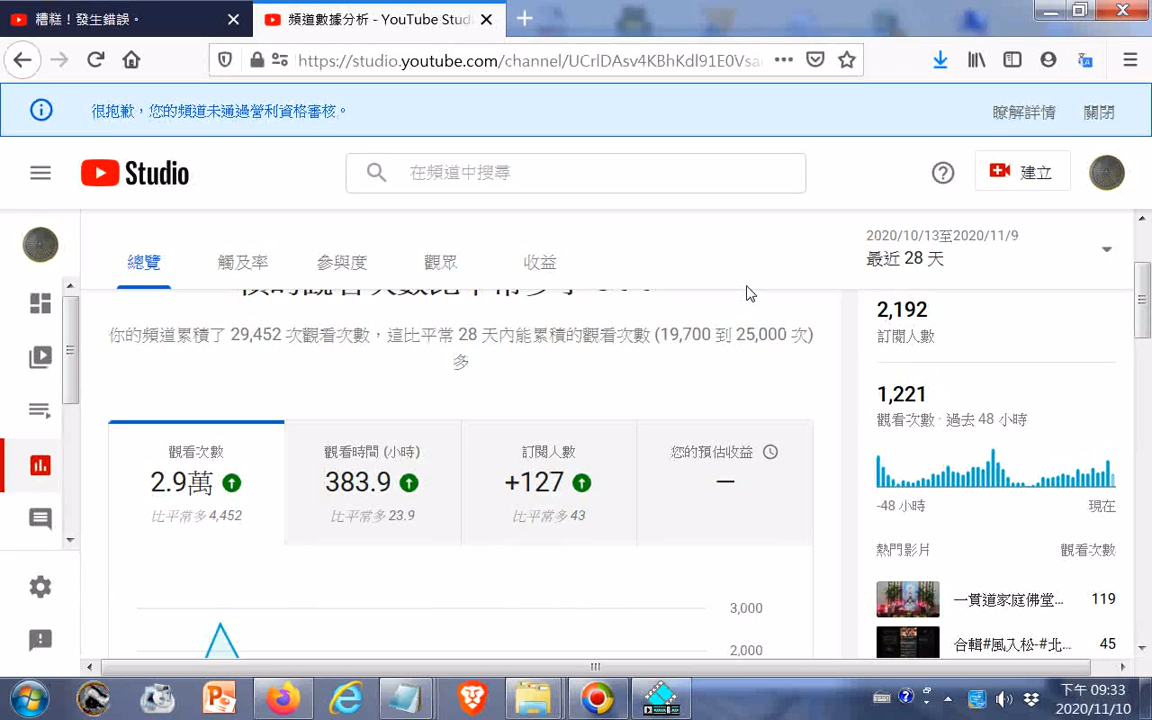 糟糕！發生錯誤。
頻道數據分析 - YouTube Stud
https://studio.youtube.com/channel/UCrlDAsv4KBhKdl91E0Vsa
很抱歉，您的頻道未通過營利資格審核。
瞭解詳情
關閉
Studio
在頻道中搜尋
建立
總覽
觸及率
參與度
觀眾
收益
2020/10/13至2020/11/9
最近 28 天
你的頻道累積了 29,452 次觀看次數，這比平常 28 天內能累積的觀看次數 (19,700 到 25,000 次)
多
2,192
訂閱人數
1,221
觀看次數 · 過去 48 小時
-48 小時
現在
觀看次數
2.9萬
比平常多 4,452
觀看時間 (小時)
383.9
比平常多 23.9
訂閱人數
+127
比平常多 43
您的預估收益
—
3,000
2,000
熱門影片
觀看次數
一貫道家庭佛堂...
119
合輯#風入松-#北...
45
下午 09:33
2020/11/10